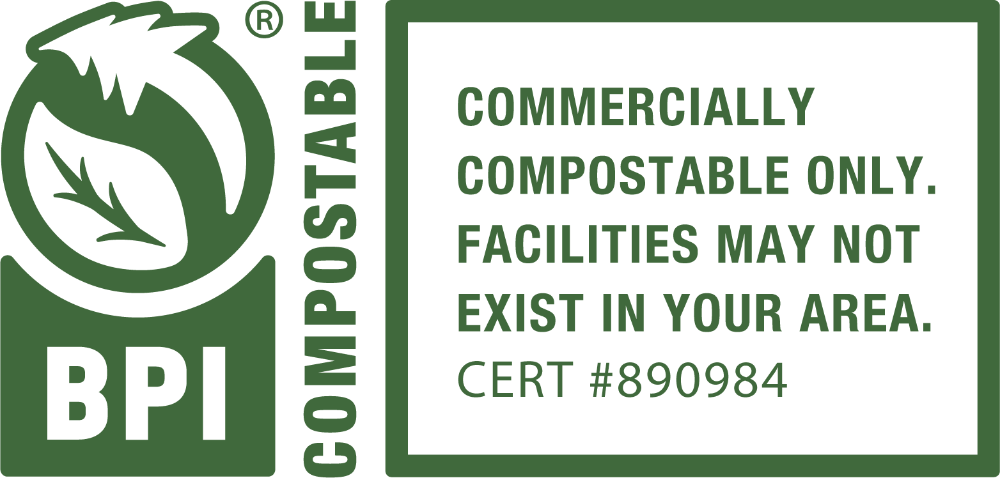 ®
BPI
COMPOSTABLE
COMMERCIALLY
COMPOSTABLE ONLY.
FACILITIES MAY NOT
EXIST IN YOUR AREA.
CERT #890984